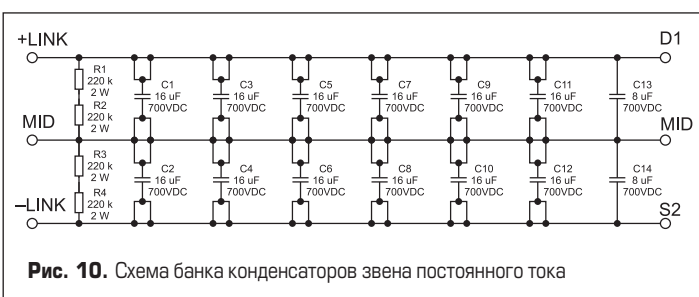 +LINK
D1
R1
220 k
2 W
R2
220 k
2 W
C1
16 uF
700VDC
C3
16 uF
700VDC
C5
16 uF
700VDC
C7
16 uF
700VDC
C9
16 uF
700VDC
C11
16 uF
700VDC
C13
8 uF
700VDC
MID
MID
R3
220 k
2 W
R4
220 k
2 W
C2
16 uF
700VDC
C4
16 uF
700VDC
C6
16 uF
700VDC
C8
16 uF
700VDC
C10
16 uF
700VDC
C12
16 uF
700VDC
C14
8 uF
700VDC
–LINK
S2
Рис. 10. Схема банка конденсаторов звена постоянного тока